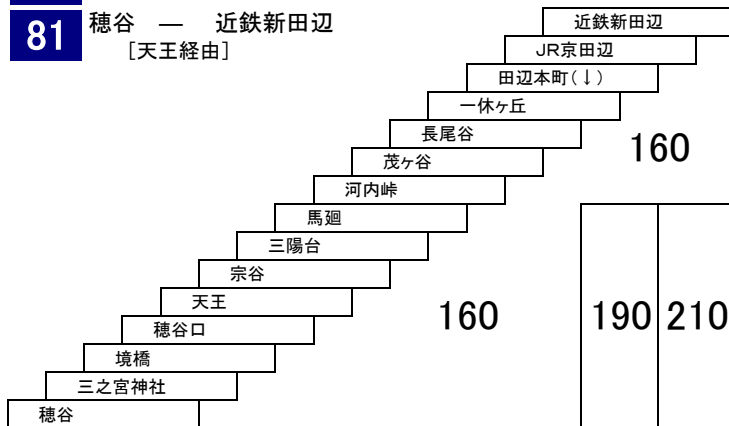 81
穂谷 ― 近鉄新田辺
［天王経由］
近鉄新田辺
JR京田辺
田辺本町(↓)
一休ヶ丘
長尾谷
160
茂ヶ谷
河内峠
馬廻
三陽台
宗谷
天王
160
190
210
穂谷口
境橋
三之宮神社
穂谷